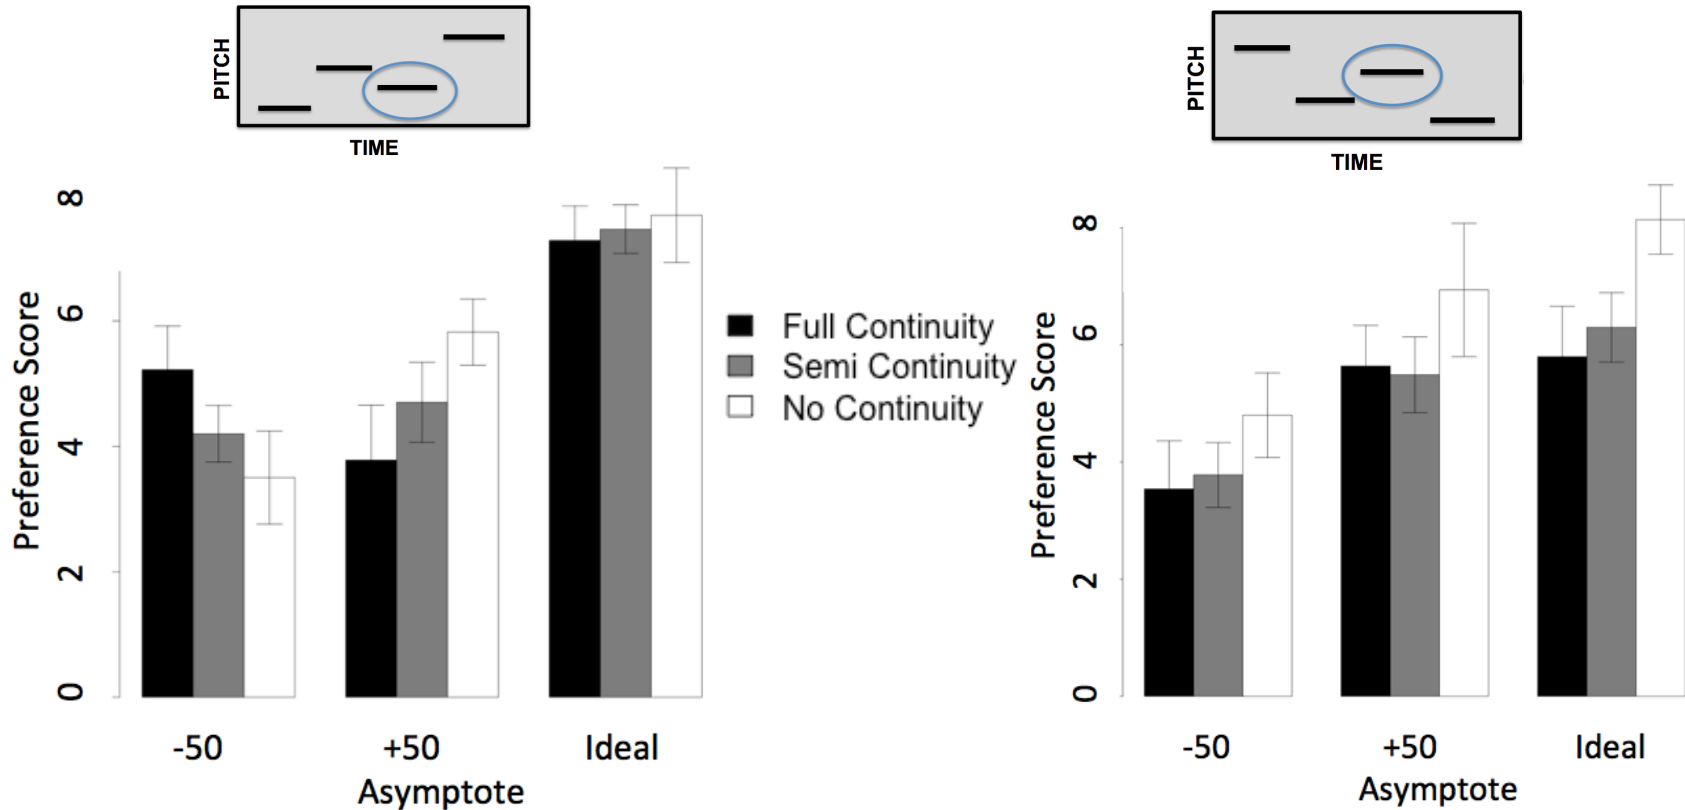 PITCH
TIME
8
6
4
2
0
Preference Score
-50
+50
Ideal
Asymptote
Full Continuity
Semi Continuity
No Continuity
PITCH
TIME
8
6
4
2
0
Preference Score
-50
+50
Ideal
Asymptote